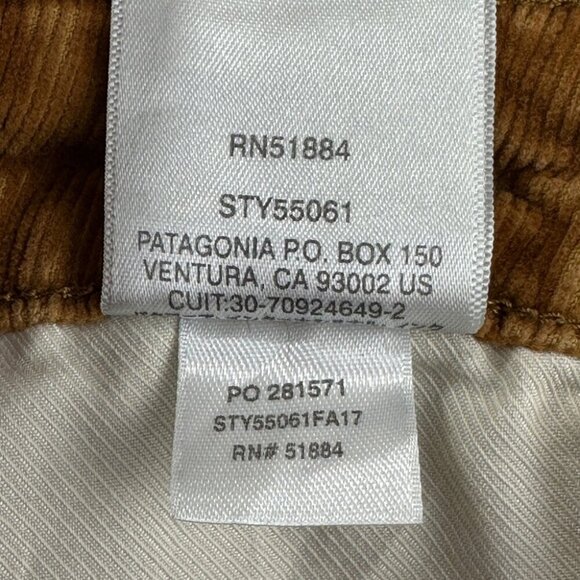 RN51884
STY55061
PATAGONIA P.O. BOX 150
VENTURA, CA 93002 US
CUIT:30-70924649-2
PO 281571
STY55061FA17
RN# 51884